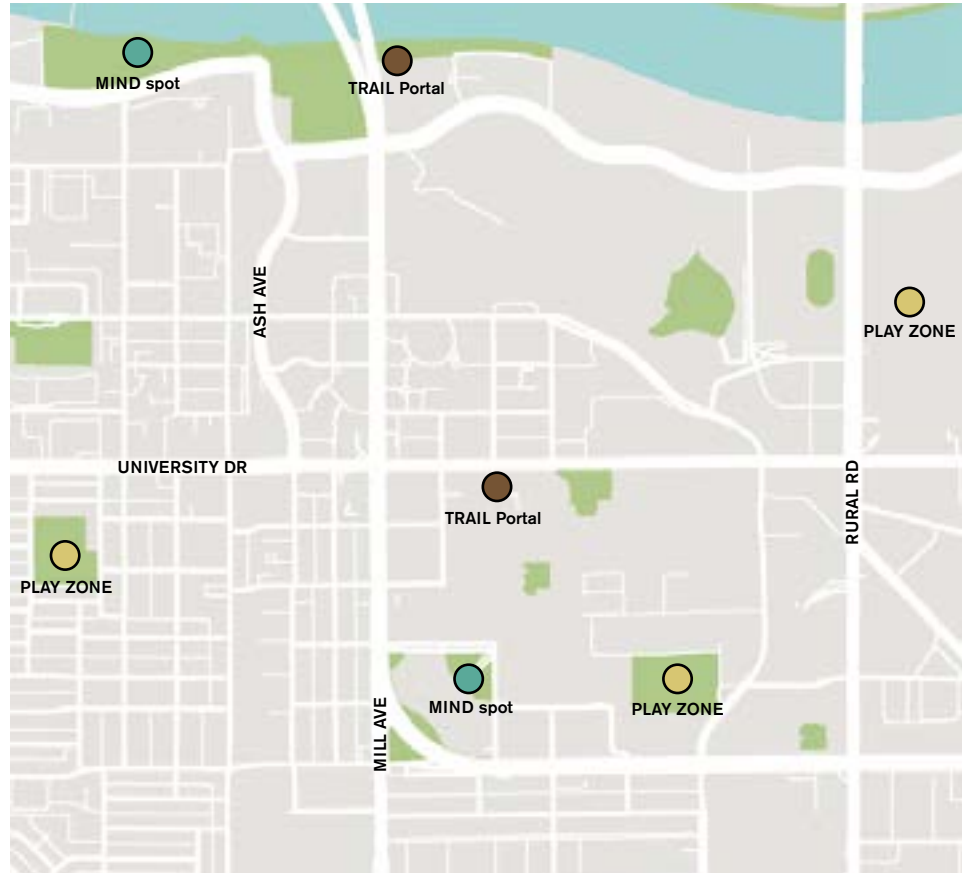 MIND spot
TRAIL Portal
ASH AVE
PLAY ZONE
UNIVERSITY DR
RURAL RD
TRAIL Portal
PLAY ZONE
MIND spot
PLAY ZONE
MILL AVE